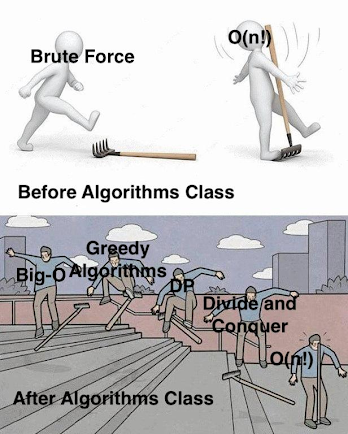 Brute Force
O(n!)
Before Algorithms Class
Big-O
Greedy
Algorithms
DP
Divide and
Conquer
O(n!)
After Algorithms Class